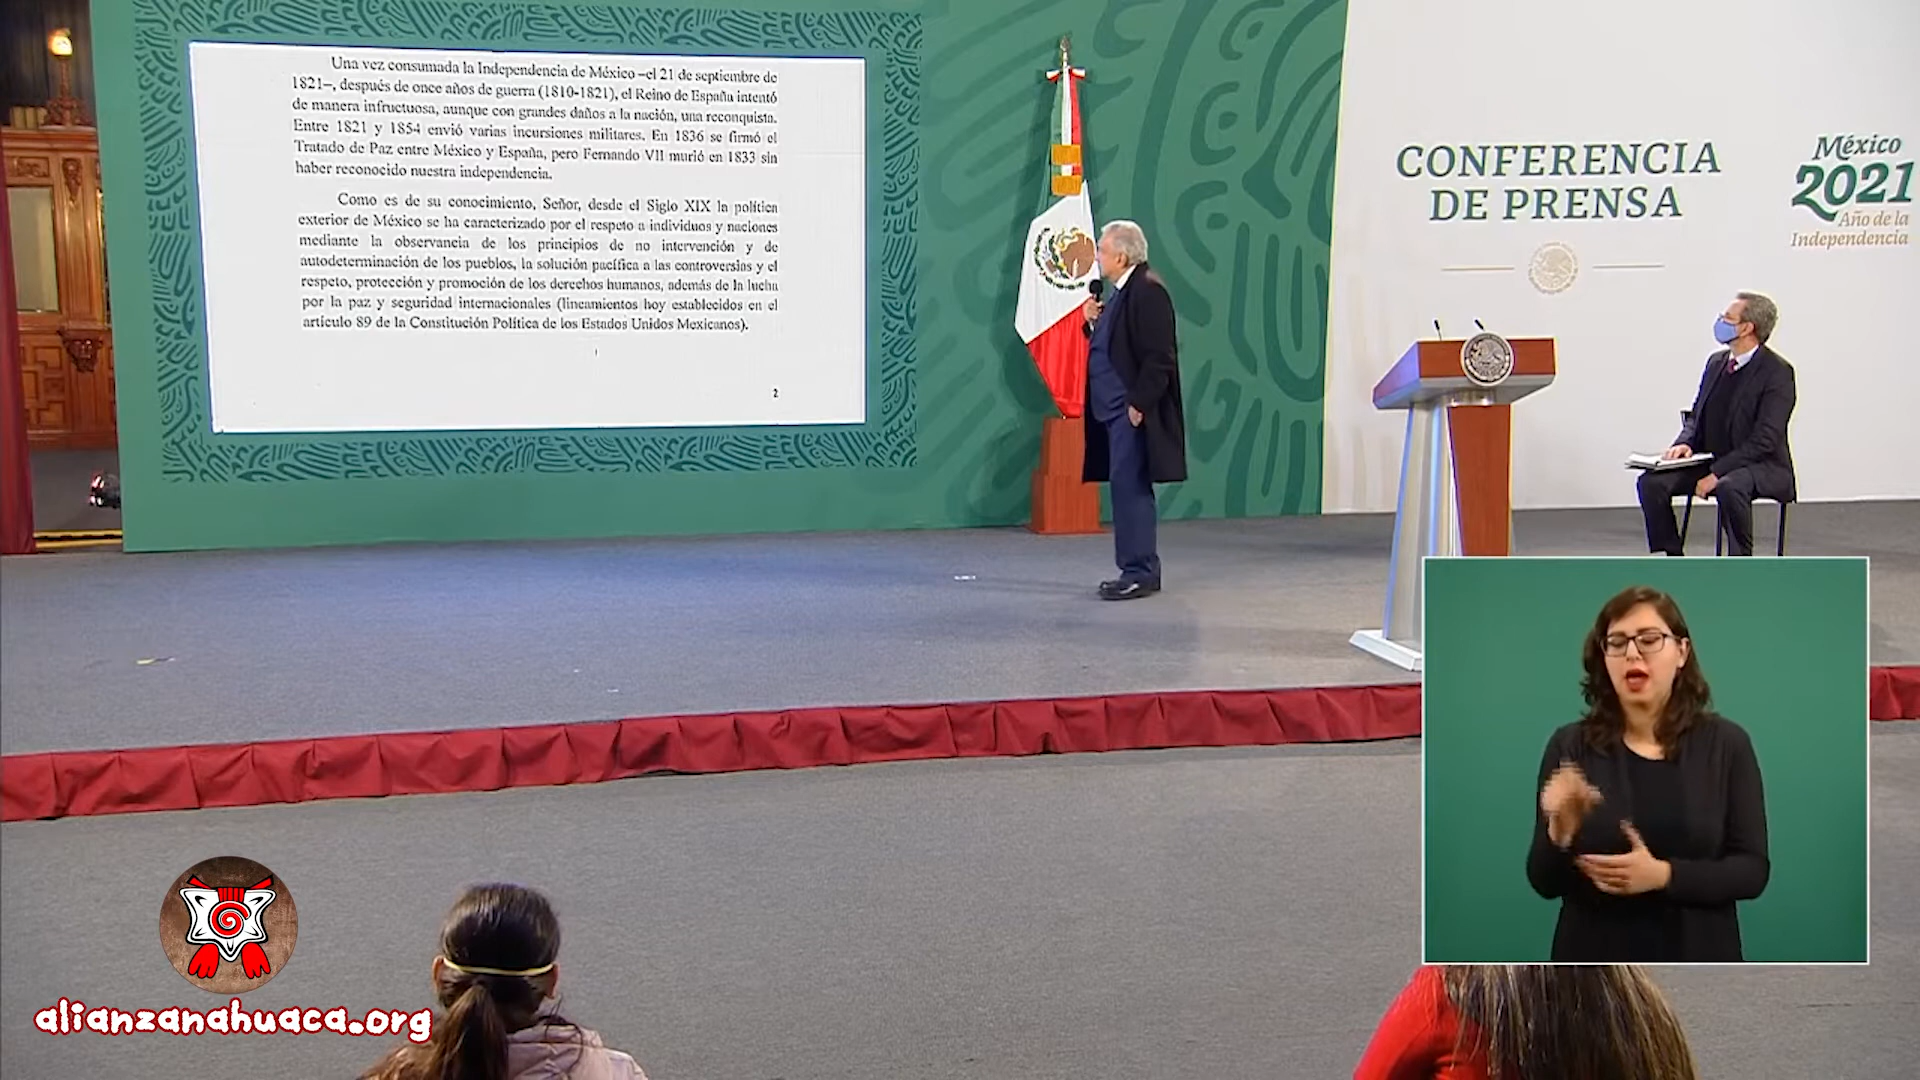 Una vez consumada la Independencia de México –el 21 de septiembre de
1821–, después de once años de guerra (1810-1821), el Reino de España intentó
de manera infructuosa, aunque con grandes daños a la nación, una reconquista.
Entre 1821 y 1854 envió varias incursiones militares. En 1836 se firmó el
Tratado de Paz entre México y España, pero Fernando VII murió en 1833 sin
haber reconocido nuestra independencia.
Como es de su conocimiento, Señor, desde el Siglo XIX la política
exterior de México se ha caracterizado por el respeto a individuos y naciones
mediante la observancia de los principios de no intervención y de
autodeterminación de los pueblos, la solución pacífica a las controversias y el
respeto, protección y promoción de los derechos humanos, además de la lucha
por la paz y seguridad internacionales (lineamientos hoy establecidos en el
artículo 89 de la Constitución Política de los Estados Unidos Mexicanos).
2
CONFERENCIA
DE PRENSA
México
2021
Año de la
Independencia
alianzanahuaca.org